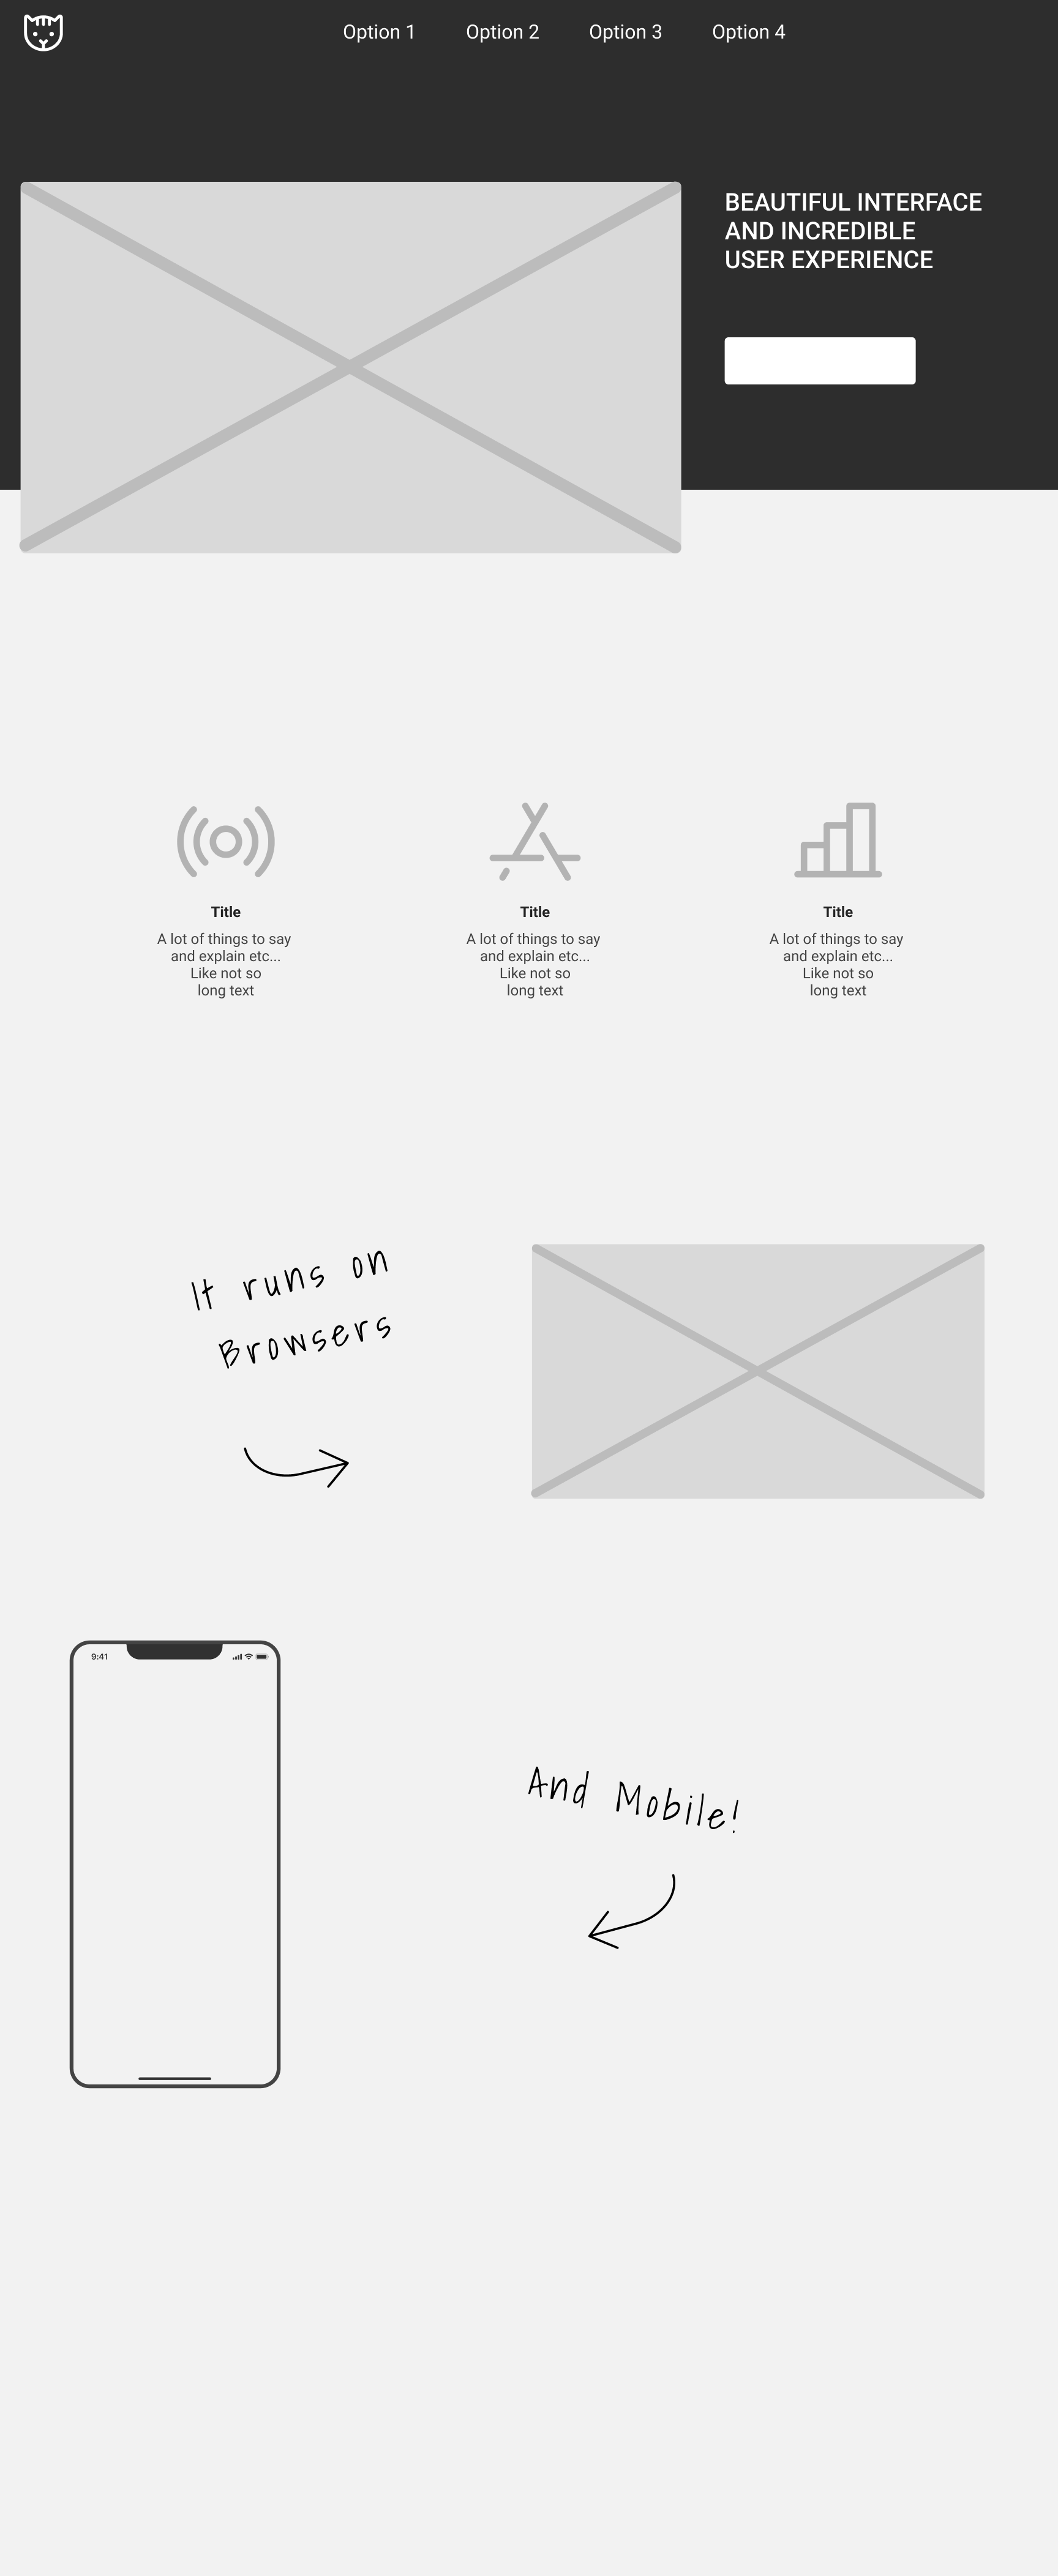 Option 1
Option 2
Option 3
Option 4
BEAUTIFUL INTERFACE
AND INCREDIBLE
USER EXPERIENCE
Title
A lot of things to say
and explain etc...
Like not so
long text
Title
A lot of things to say
and explain etc...
Like not so
long text
Title
A lot of things to say
and explain etc...
Like not so
long text
It runs on
Browsers
9:41
And Mobile!